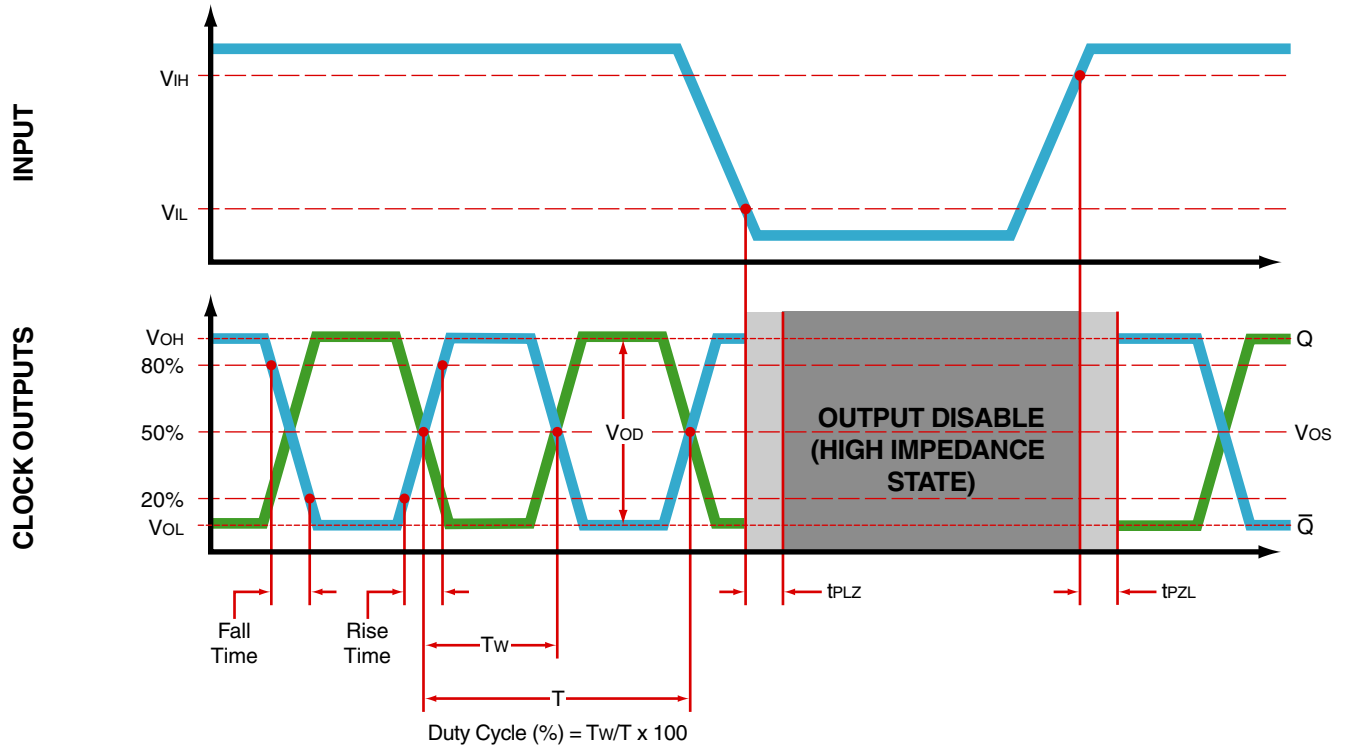 INPUT
VIH
VIL
CLOCK OUTPUTS
VOH
80%
50%
20%
VOL
VOD
OUTPUT DISABLE
(HIGH IMPEDANCE
STATE)
Q
VOS
Q̅
Fall
Time
Rise
Time
TW
T
tPLZ
tPZL
Duty Cycle (%) = TW/T x 100